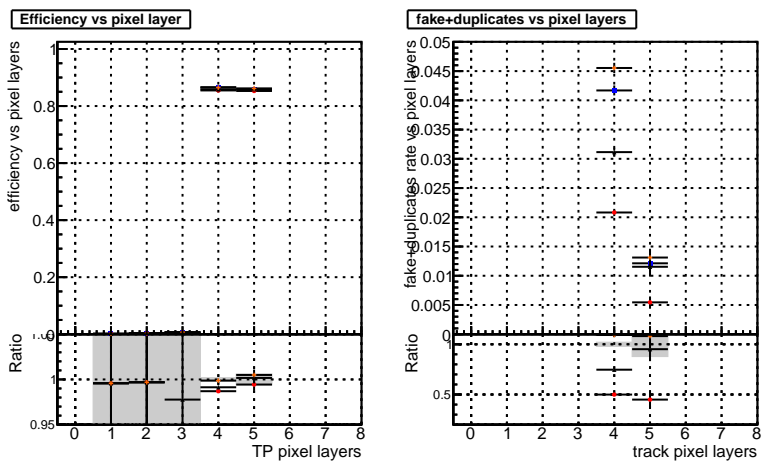 Efficiency vs pixel layer
fake+duplicates vs pixel layers
efficiency vs pixel layers
1
0.8
0.6
0.4
0.2
0
Ratio
1
0.95
0 1 2 3 4 5 6 7 8
TP pixel layers
fake+duplicates rate vs pixel layers
0.05
0.045
0.04
0.035
0.03
0.025
0.02
0.015
0.01
0.005
0
Ratio
1
0.5
0 1 2 3 4 5 6 7 8
track pixel layers